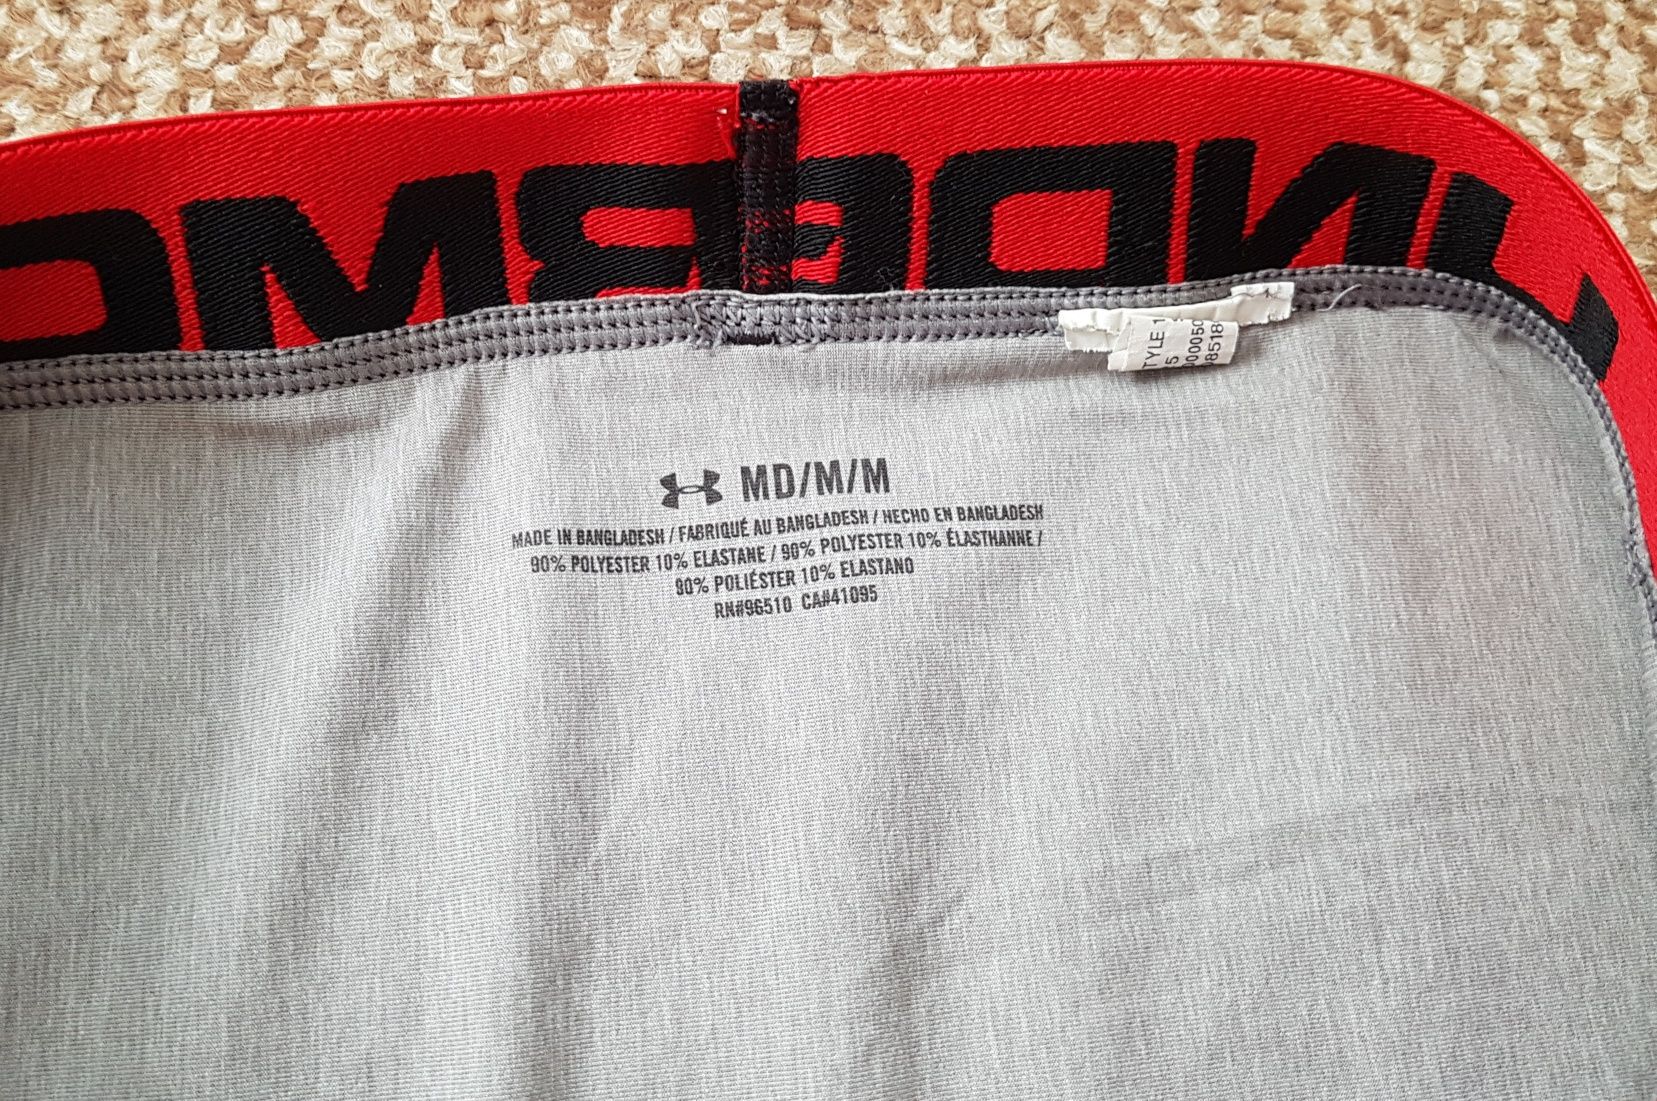 MD/M/M
MADE IN BANGLADESH / FABRIQUÉ AU BANGLADESH / HECHO EN BANGLADESH
90% POLYESTER 10% ELASTANE / 90% POLYESTER 10% ÉLASTHANNE /
90% POLIÉSTER 10% ELASTANO
RN#96510 CA#41095